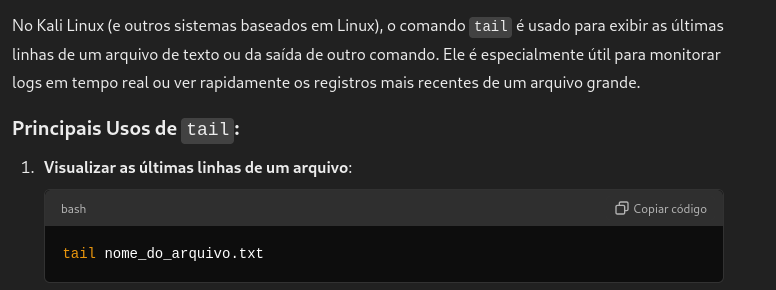 No Kali Linux (e outros sistemas baseados em Linux), o comando tail é usado para exibir as últimas
linhas de um arquivo de texto ou da saída de outro comando. Ele é especialmente útil para monitorar
logs em tempo real ou ver rapidamente os registros mais recentes de um arquivo grande.
Principais Usos de tail:
1. Visualizar as últimas linhas de um arquivo:
bash Copiar código
tail nome_do_arquivo.txt